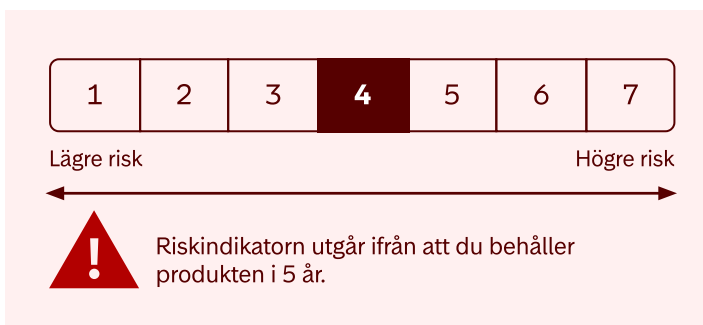 1 2 3 4 5 6 7
Lägre risk Högre risk
! Riskindikatorn utgår ifrån att du behåller
produkten i 5 år.